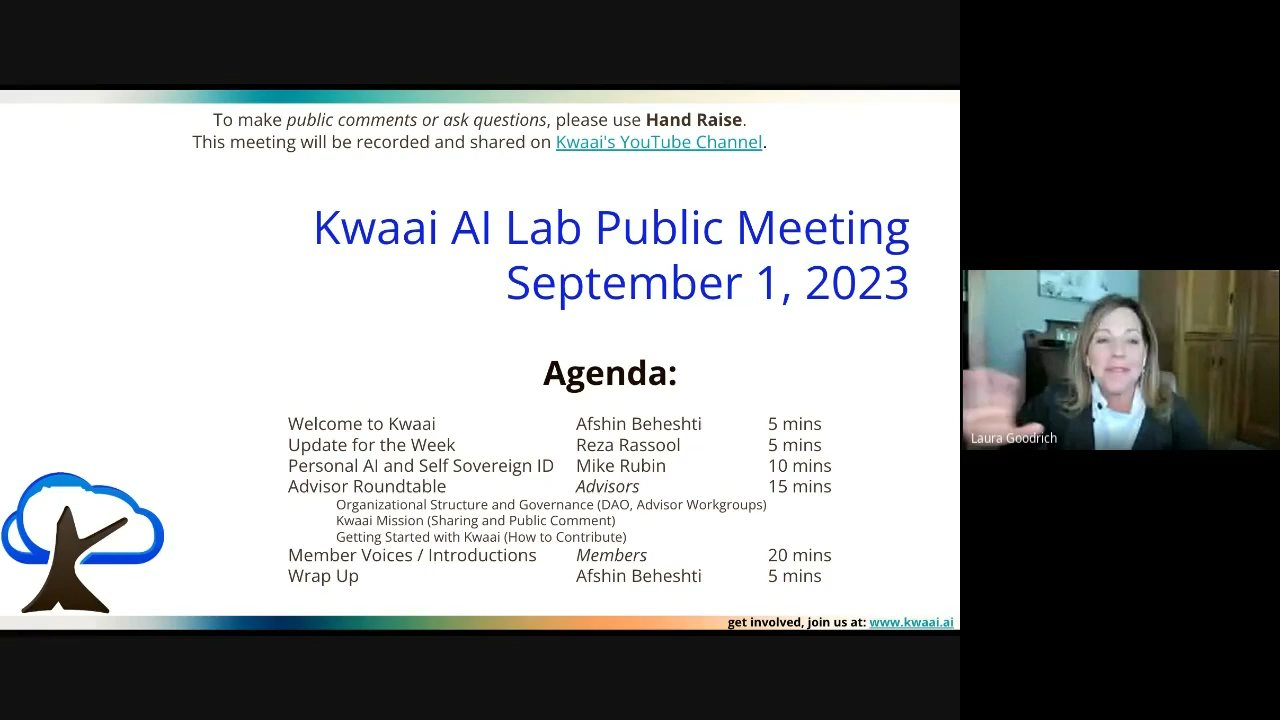 To make public comments or ask questions, please use Hand Raise.
This meeting will be recorded and shared on Kwaai's YouTube Channel.
Kwaai AI Lab Public Meeting
September 1, 2023
Agenda:
Welcome to Kwaai Afshin Beheshti 5 mins
Update for the Week Reza Rassool 5 mins
Personal AI and Self Sovereign ID Mike Rubin 10 mins
Advisor Roundtable Advisors 15 mins
Organizational Structure and Governance (DAO, Advisor Workgroups)
Kwaai Mission (Sharing and Public Comment)
Getting Started with Kwaai (How to Contribute)
Member Voices / Introductions Members 20 mins
Wrap Up Afshin Beheshti 5 mins
get involved, join us at: www.kwaai.ai
Laura Goodrich